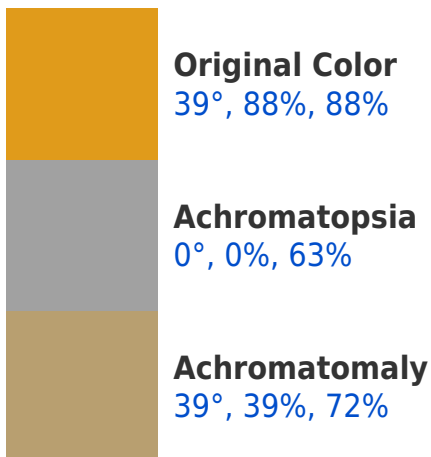 Original Color
39°, 88%, 88%
Achromatopsia
0°, 0%, 63%
Achromatomaly
39°, 39%, 72%